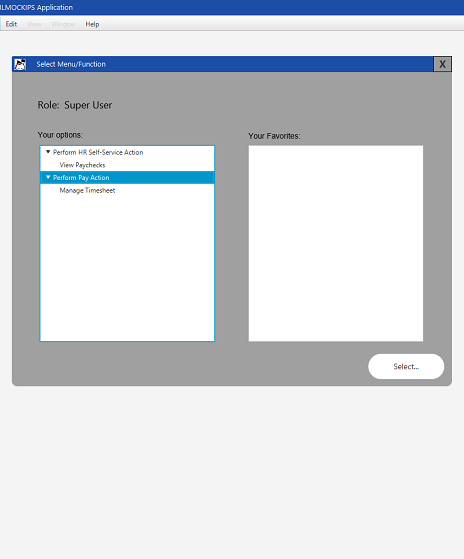 ILMOCKIPS Application
Edit View Window Help
Select Menu/Function X
Role: Super User
Your options:
Your Favorites:
Perform HR Self-Service Action
View Paychecks
Perform Pay Action
Manage Timesheet
Select...